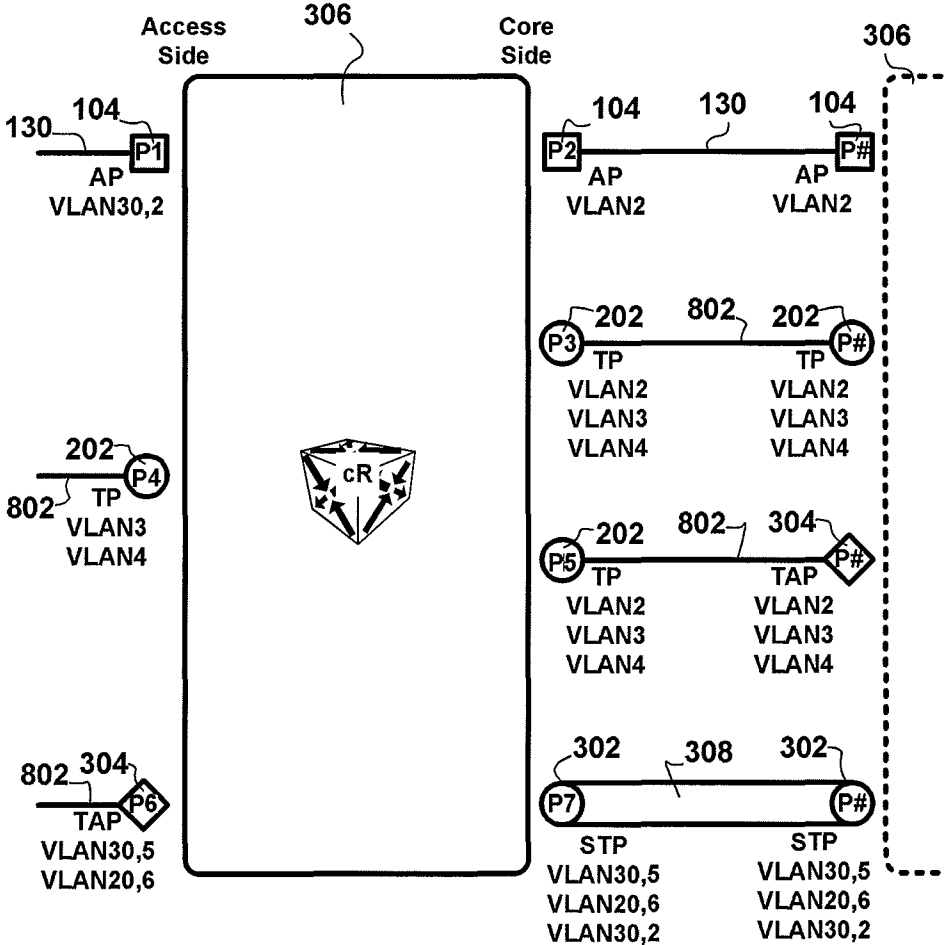 Access
Side
306
Core
Side
306
130
104
P1
AP
VLAN30,2
104
P2
AP
VLAN2
130
104
P#
AP
VLAN2
202
P3
TP
VLAN2
VLAN3
VLAN4
802
202
P#
TP
VLAN2
VLAN3
VLAN4
202
P4
802
TP
VLAN3
VLAN4
cR
202
P5
TP
VLAN2
VLAN3
VLAN4
802
304
P#
TAP
VLAN2
VLAN3
VLAN4
802
304
P6
TAP
VLAN30,5
VLAN20,6
302
P7
STP
VLAN30,5
VLAN20,6
VLAN30,2
308
302
P#
STP
VLAN30,5
VLAN20,6
VLAN30,2